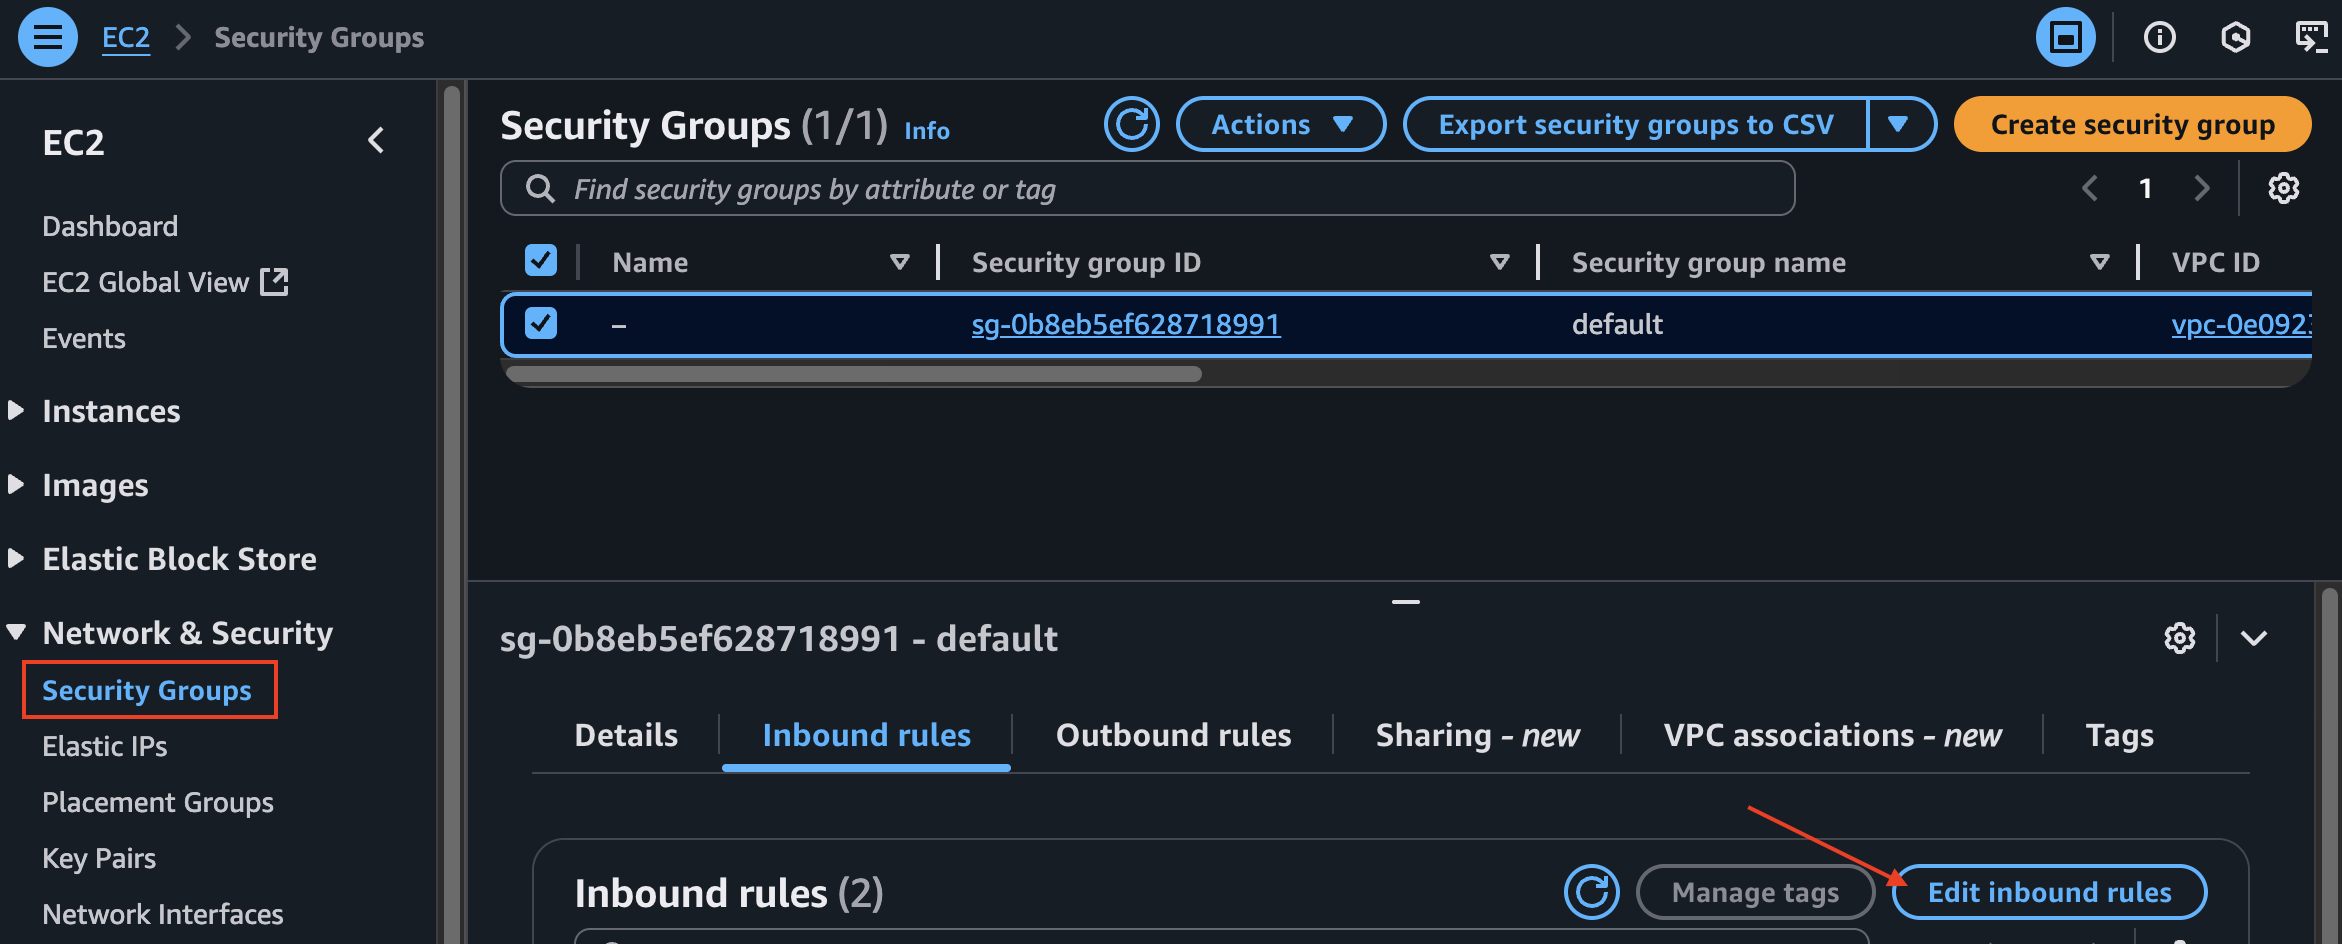 EC2 > Security Groups
EC2
Dashboard
EC2 Global View
Events
Instances
Images
Elastic Block Store
Network & Security
Security Groups
Elastic IPs
Placement Groups
Key Pairs
Network Interfaces
Security Groups (1/1) Info
Actions
Export security groups to CSV
Create security group
Find security groups by attribute or tag
1
Name Security group ID Security group name VPC ID
– sg-0b8eb5ef628718991 default vpc-0e092
sg-0b8eb5ef628718991 - default
Details Inbound rules Outbound rules Sharing - new VPC associations - new Tags
Inbound rules (2)
Manage tags
Edit inbound rules